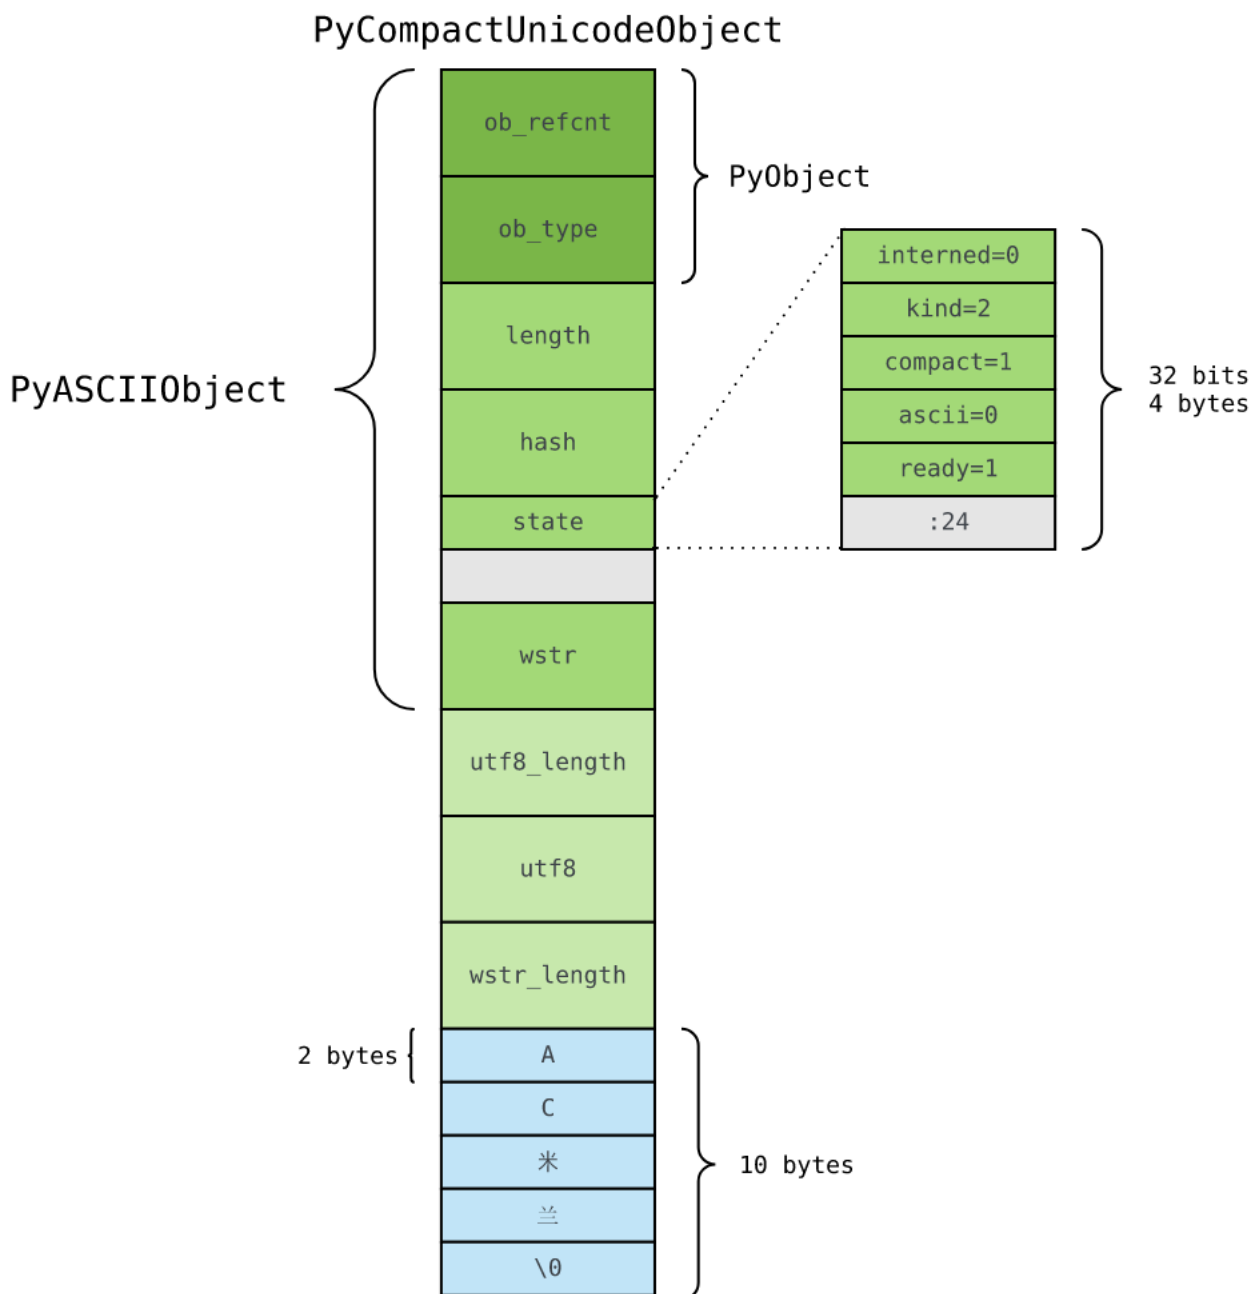 PyCompactUnicodeObject
ob_refcnt
PyObject
ob_type
interned=0
kind=2
length
compact=1
32 bits
4 bytes
PyASCIIObject
ascii=0
hash
ready=1
state
:24
wstr
utf8_length
utf8
wstr_length
2 bytes
A
C
米
10 bytes
兰
\0